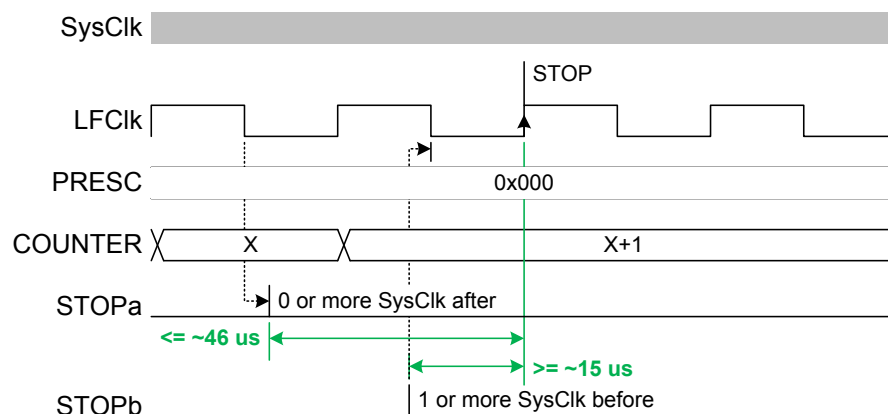 SysClk
STOP
LFClk
PRESC
0x000
COUNTER
X
X+1
STOPa
0 or more SysClk after
<= ~46 us
>= ~15 us
STOPb
1 or more SysClk before